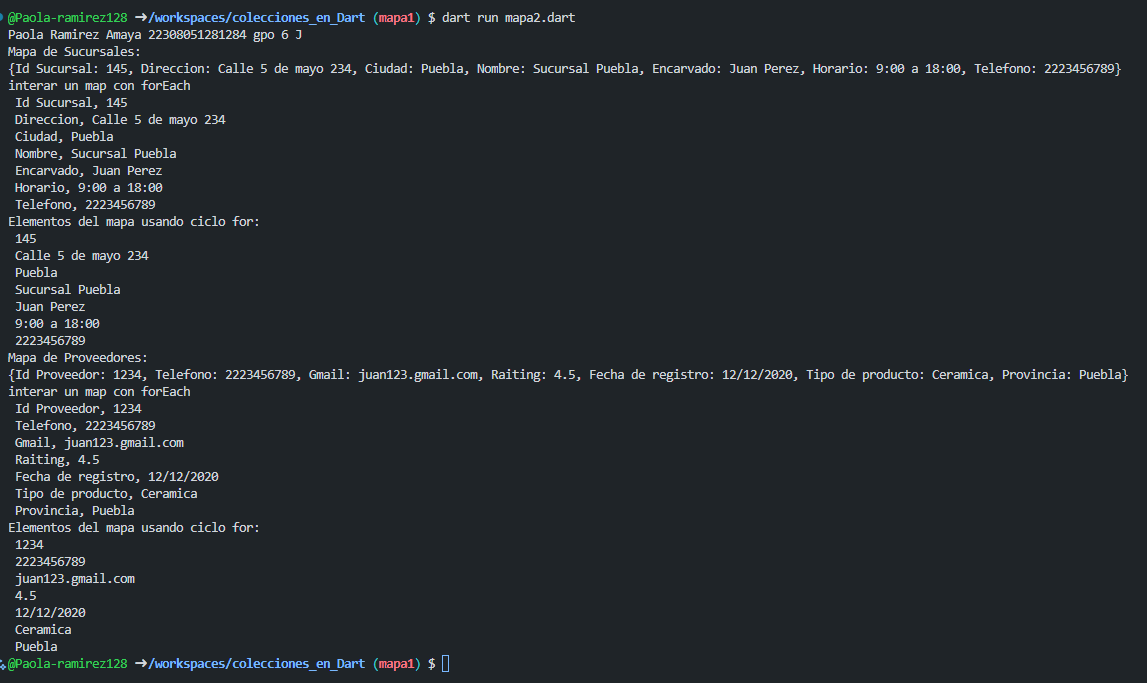 @Paola-ramirez128 ➜/workspaces/colecciones_en_Dart (mapa1) $ dart run mapa2.dart
Paola Ramirez Amaya 22308051281284 gpo 6 J
Mapa de Sucursales:
{Id Sucursal: 145, Direccion: Calle 5 de mayo 234, Ciudad: Puebla, Nombre: Sucursal Puebla, Encarvado: Juan Perez, Horario: 9:00 a 18:00, Telefono: 2223456789}
interar un map con forEach
Id Sucursal, 145
Direccion, Calle 5 de mayo 234
Ciudad, Puebla
Nombre, Sucursal Puebla
Encarvado, Juan Perez
Horario, 9:00 a 18:00
Telefono, 2223456789
Elementos del mapa usando ciclo for:
145
Calle 5 de mayo 234
Puebla
Sucursal Puebla
Juan Perez
9:00 a 18:00
2223456789
Mapa de Proveedores:
{Id Proveedor: 1234, Telefono: 2223456789, Gmail: juan123.gmail.com, Raiting: 4.5, Fecha de registro: 12/12/2020, Tipo de producto: Ceramica, Provincia: Puebla}
interar un map con forEach
Id Proveedor, 1234
Telefono, 2223456789
Gmail, juan123.gmail.com
Raiting, 4.5
Fecha de registro, 12/12/2020
Tipo de producto, Ceramica
Provincia, Puebla
Elementos del mapa usando ciclo for:
1234
2223456789
juan123.gmail.com
4.5
12/12/2020
Ceramica
Puebla
@Paola-ramirez128 ➜/workspaces/colecciones_en_Dart (mapa1) $